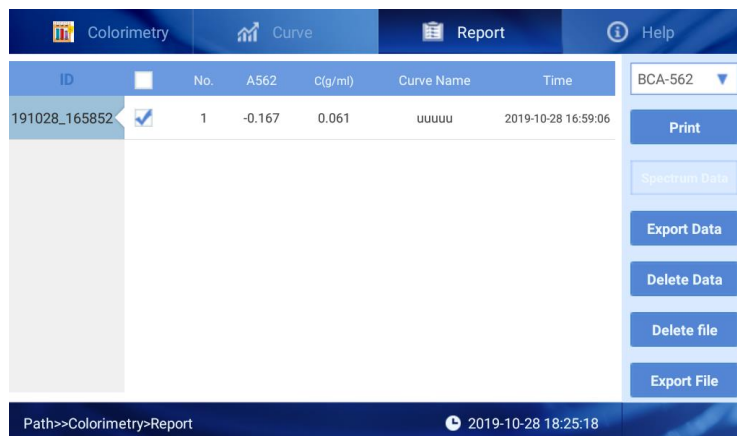 Colorimetry Curve Report Help
ID No. A562 C(g/ml) Curve Name Time BCA-562
191028_165852 1 -0.167 0.061 uuuuu 2019-10-28 16:59:06
Print
Spectrum Data
Export Data
Delete Data
Delete file
Export File
Path>>Colorimetry>Report 2019-10-28 18:25:18